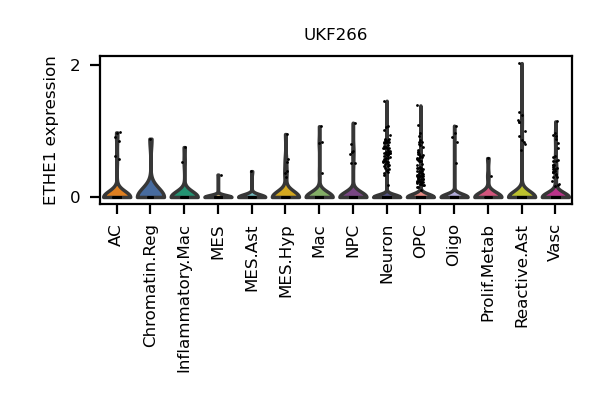 UKF266
ETHE1 expression
2
0
AC
Chromatin.Reg
Inflammatory.Mac
MES
MES.Ast
MES.Hyp
Mac
NPC
Neuron
OPC
Oligo
Prolif.Metab
Reactive.Ast
Vasc